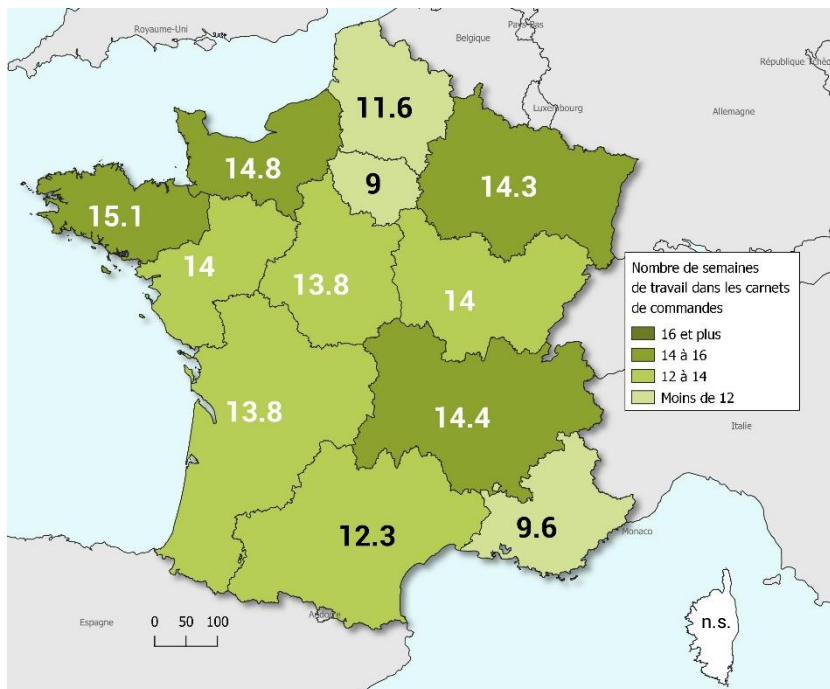 Royaume-Uni
Pays-Bas
Belgique
République Tchèq
Luxembourg
Allemagne
11.6
14.8
9
14.3
15.1
14
13.8
14
Nombre de semaines
de travail dans les carnets
de commandes
16 et plus
14 à 16
12 à 14
Moins de 12
13.8
14.4
Italie
12.3
9.6
Monaco
Andorre
Espagne
0 50 100
n.s.